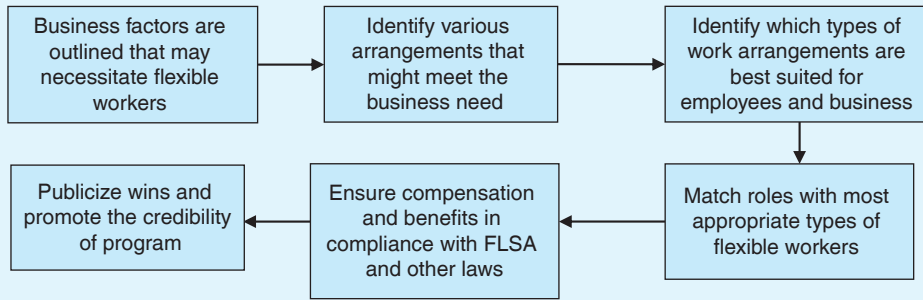 Business factors are
outlined that may
necessitate flexible
workers
Identify various
arrangements that
might meet the
business need
Identify which types of
work arrangements are
best suited for
employees and business
Match roles with most
appropriate types of
flexible workers
Ensure compensation
and benefits in
compliance with FLSA
and other laws
Publicize wins and
promote the credibility
of program